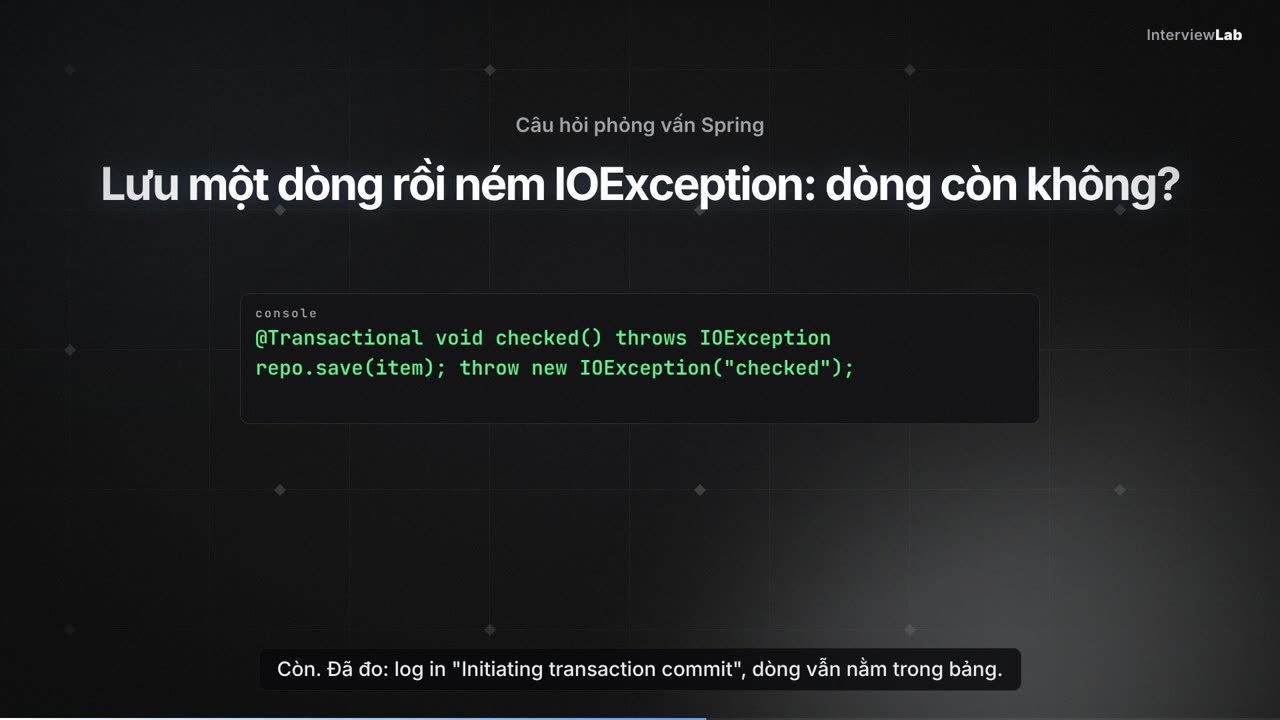 InterviewLab
Câu hỏi phỏng vấn Spring
Lưu một dòng rồi ném IOException: dòng còn không?
console
@Transactional void checked() throws IOException
repo.save(item); throw new IOException("checked");
Còn. Đã đo: log in "Initiating transaction commit", dòng vẫn nằm trong bảng.